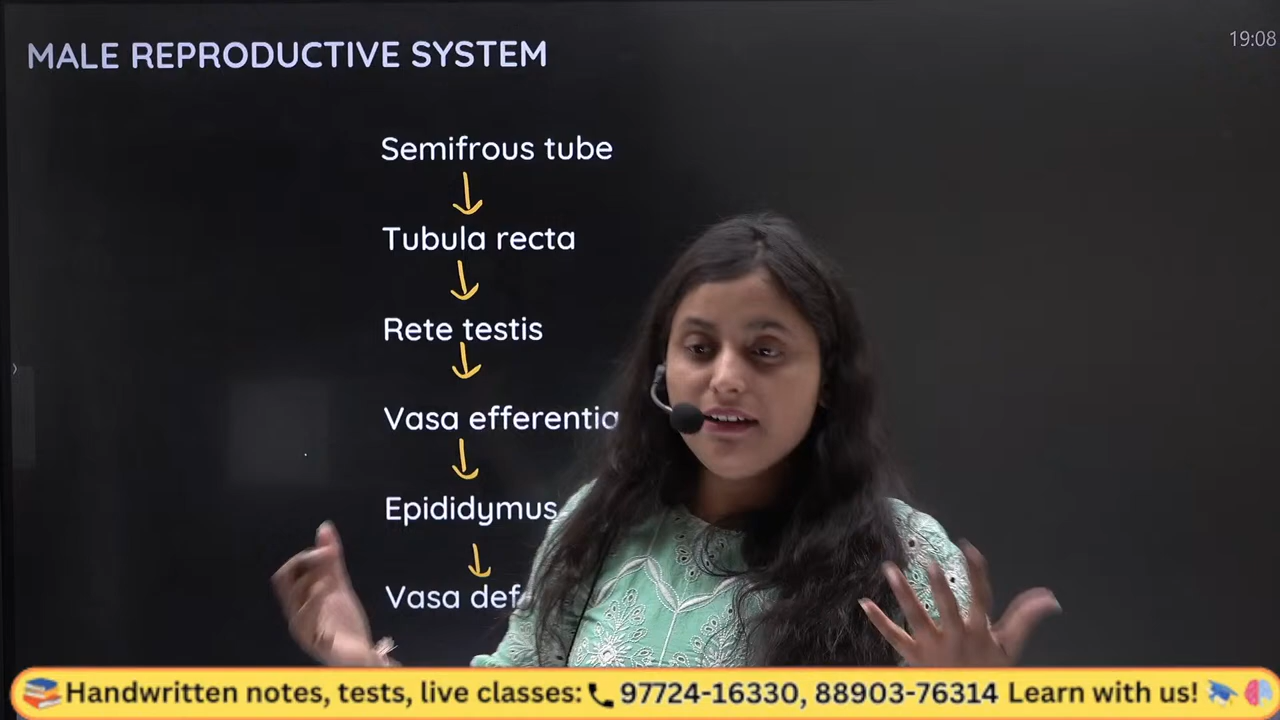 MALE REPRODUCTIVE SYSTEM
19:08
Semifrous tube
Tubula recta
Rete testis
Vasa efferentia
Epididymus
Vasa
Handwritten notes, tests, live classes: 97724-16330, 88903-76314 Learn with us!